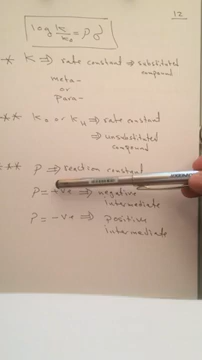 12
log K/K₀ = ρσ
* K ⇒ rate constant ⇒ substituted
compound
meta-
or
Para-
** K₀ or K_H ⇒ rate constant
⇒ unsubstituted
compound
*** ρ ⇒ reaction constant
ρ = +ve ⇒ negative
intermediate
ρ = -ve ⇒ positive
intermediate